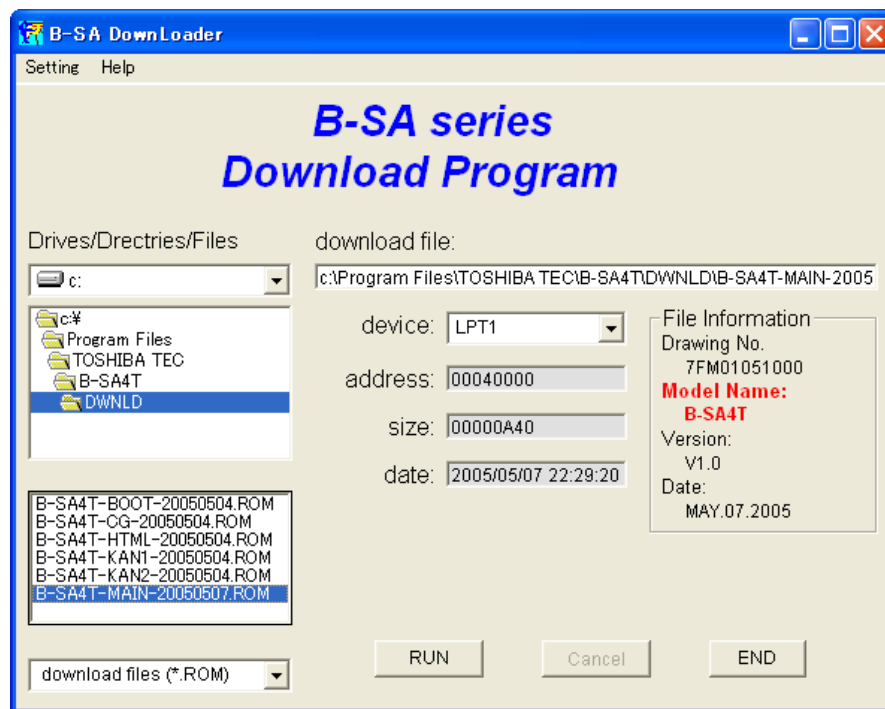 B-SA DownLoader
Setting Help
B-SA series
Download Program
Drives/Drectries/Files
c:
c:¥
Program Files
TOSHIBA TEC
B-SA4T
DWNLD
B-SA4T-BOOT-20050504.ROM
B-SA4T-CG-20050504.ROM
B-SA4T-HTML-20050504.ROM
B-SA4T-KAN1-20050504.ROM
B-SA4T-KAN2-20050504.ROM
B-SA4T-MAIN-20050507.ROM
download files (*.ROM)
download file:
c:\Program Files\TOSHIBA TEC\B-SA4T\DWNLD\B-SA4T-MAIN-2005
device: LPT1
address: 00040000
size: 00000A40
date: 2005/05/07 22:29:20
File Information
Drawing No.
7FM01051000
Model Name:
B-SA4T
Version:
V1.0
Date:
MAY.07.2005
RUN
Cancel
END